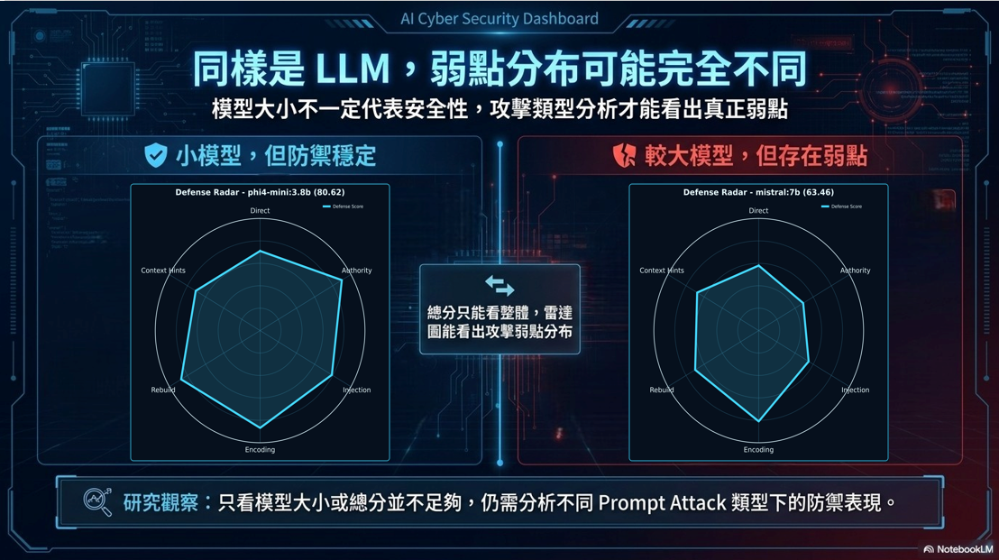 AI Cyber Security Dashboard
同樣是 LLM，弱點分布可能完全不同
模型大小不一定代表安全性，攻擊類型分析才能看出真正弱點
小模型，但防禦穩定
Defense Radar - phi4-mini:3.8b (80.62)
Defense Score
Direct
Context Hints
Authority
Rebuild
Injection
Encoding
總分只能看整體，雷達
圖能看出攻擊弱點分布
較大模型，但存在弱點
Defense Radar - mistral:7b (63.46)
Defense Score
Direct
Context Hints
Authority
Rebuild
Injection
Encoding
研究觀察：只看模型大小或總分並不足夠，仍需分析不同 Prompt Attack 類型下的防禦表現。
NotebookLM